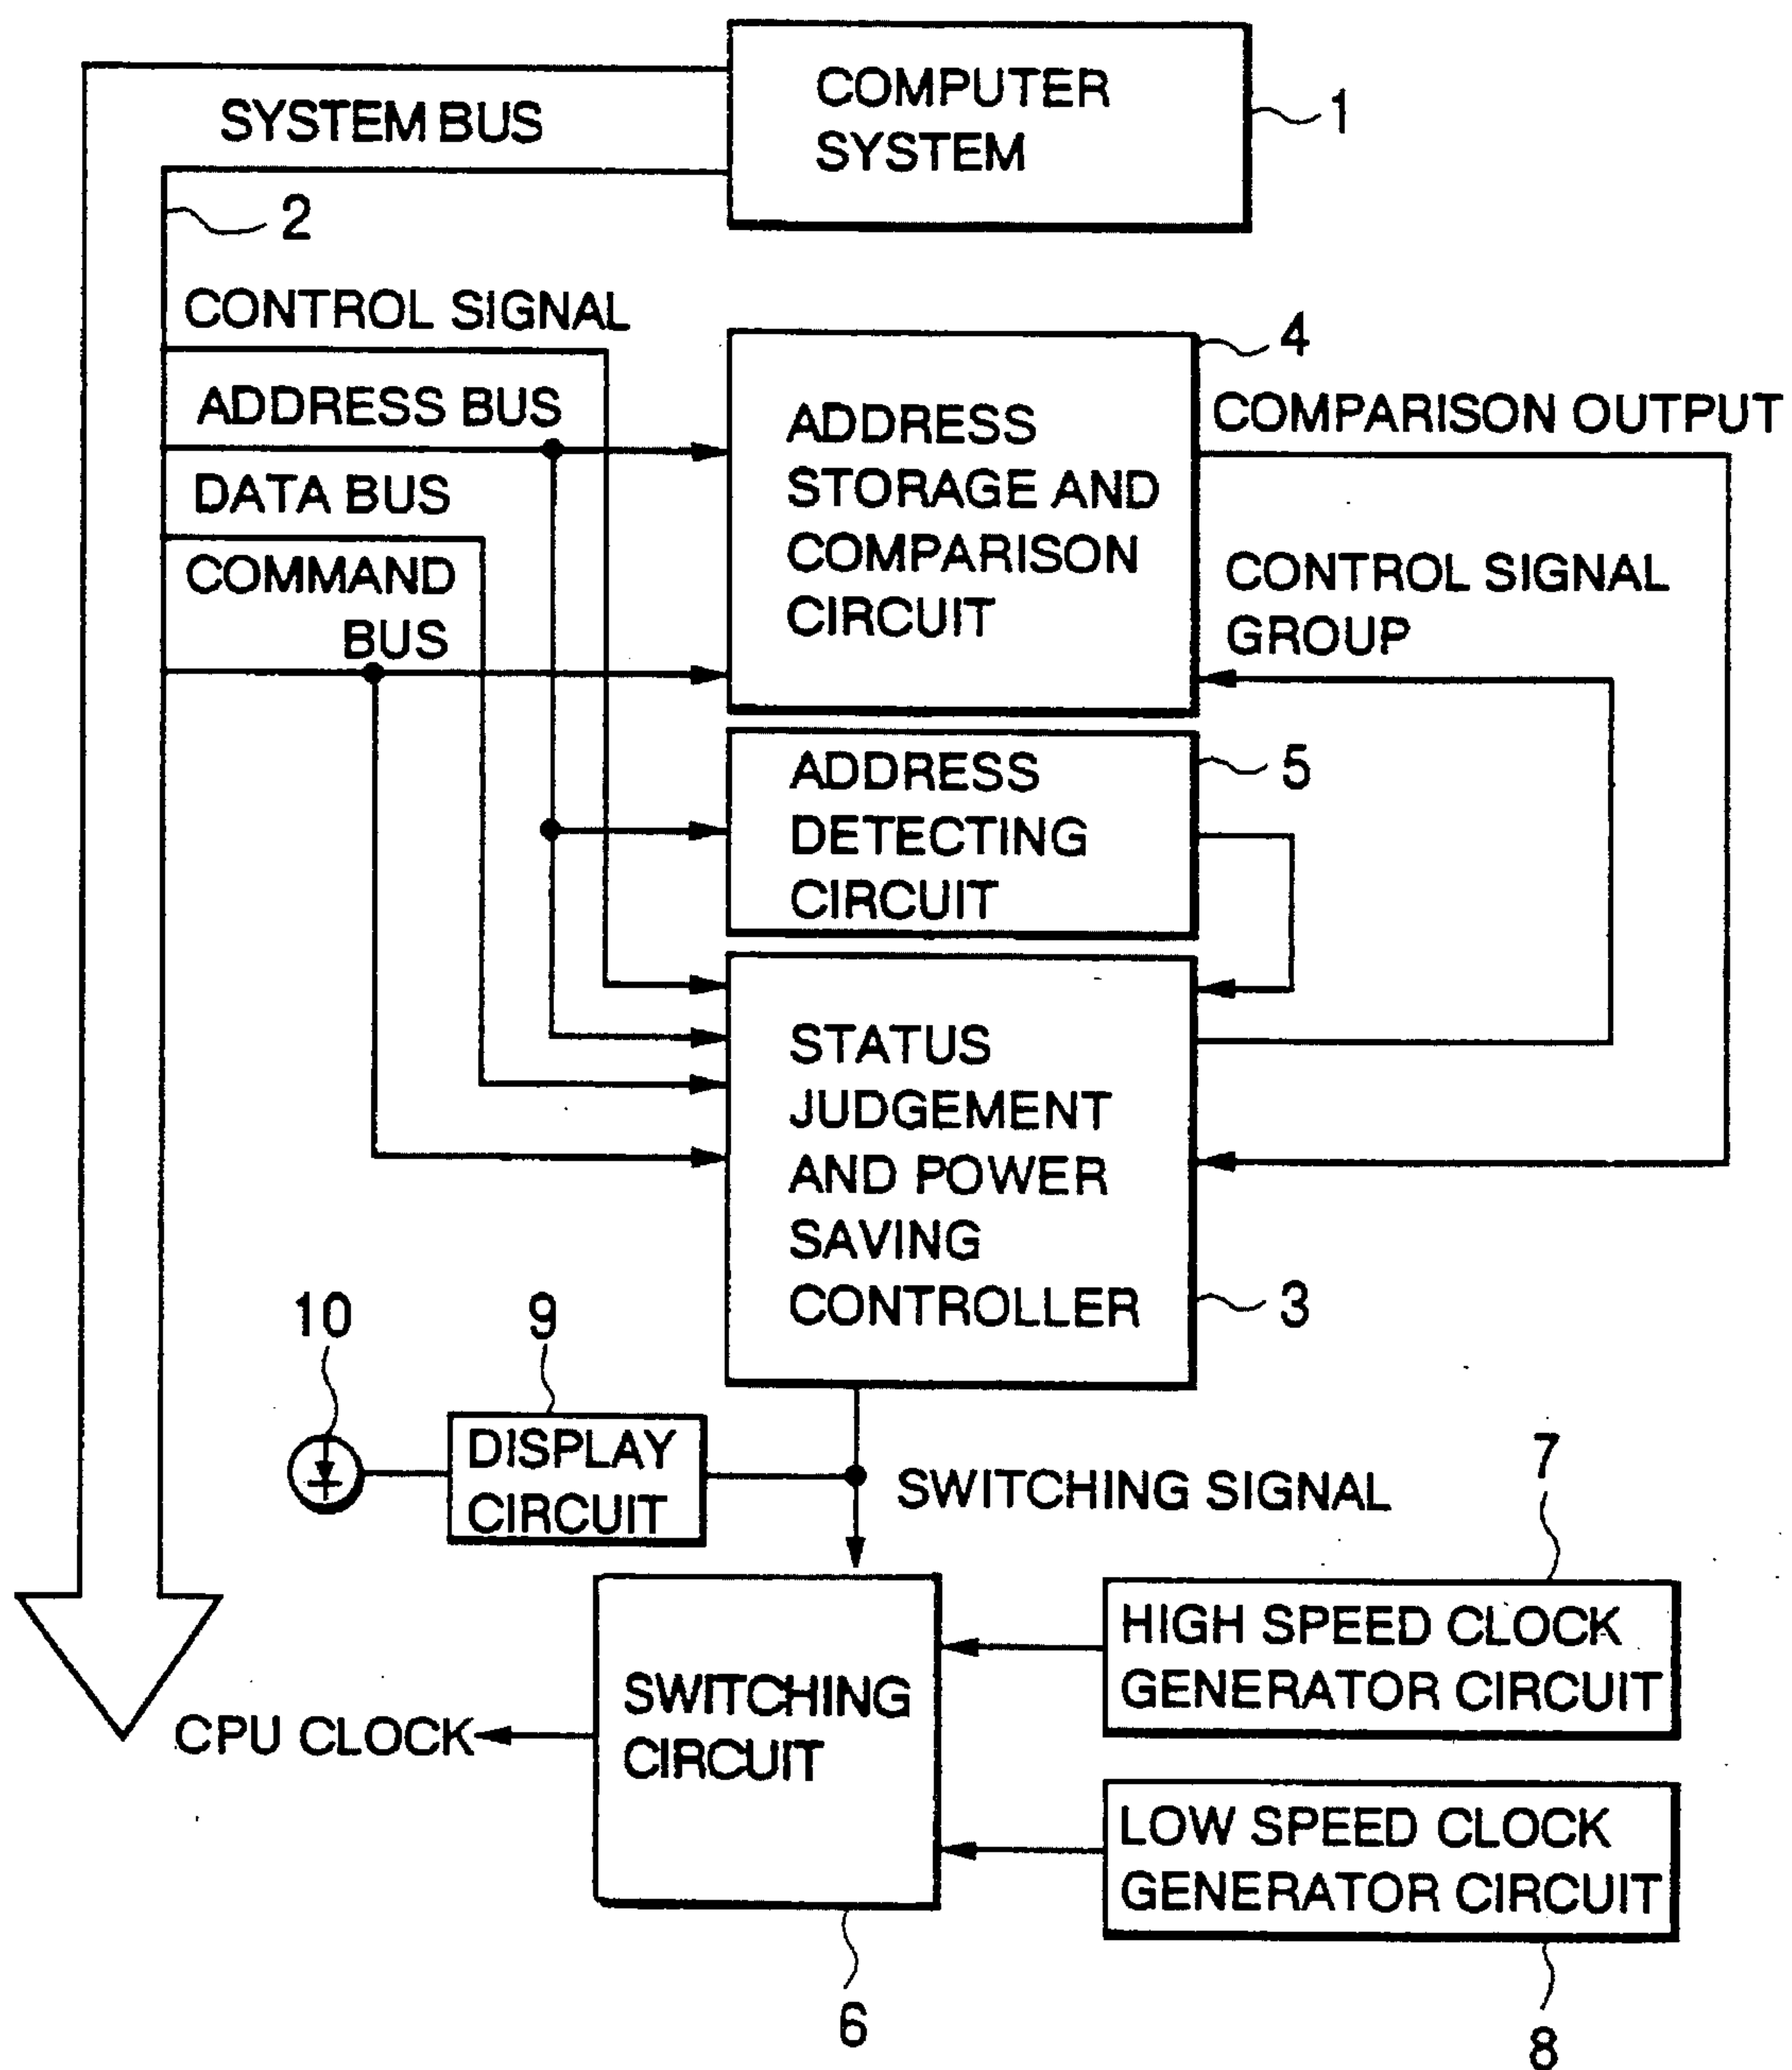 COMPUTER
SYSTEM
1
SYSTEM BUS
2
CONTROL SIGNAL
ADDRESS BUS
DATA BUS
COMMAND
BUS
4
ADDRESS
STORAGE AND
COMPARISON
CIRCUIT
COMPARISON OUTPUT
CONTROL SIGNAL
GROUP
ADDRESS
DETECTING
CIRCUIT
5
STATUS
JUDGEMENT
AND POWER
SAVING
CONTROLLER
3
10
9
DISPLAY
CIRCUIT
SWITCHING SIGNAL
7
HIGH SPEED CLOCK
GENERATOR CIRCUIT
SWITCHING
CIRCUIT
CPU CLOCK
LOW SPEED CLOCK
GENERATOR CIRCUIT
6
8